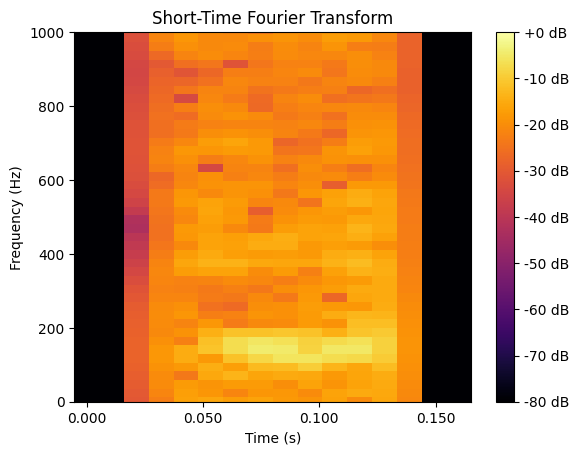 Short-Time Fourier Transform
1000
800
600
400
200
0
Frequency (Hz)
0.000
0.050
0.100
0.150
Time (s)
+0 dB
-10 dB
-20 dB
-30 dB
-40 dB
-50 dB
-60 dB
-70 dB
-80 dB